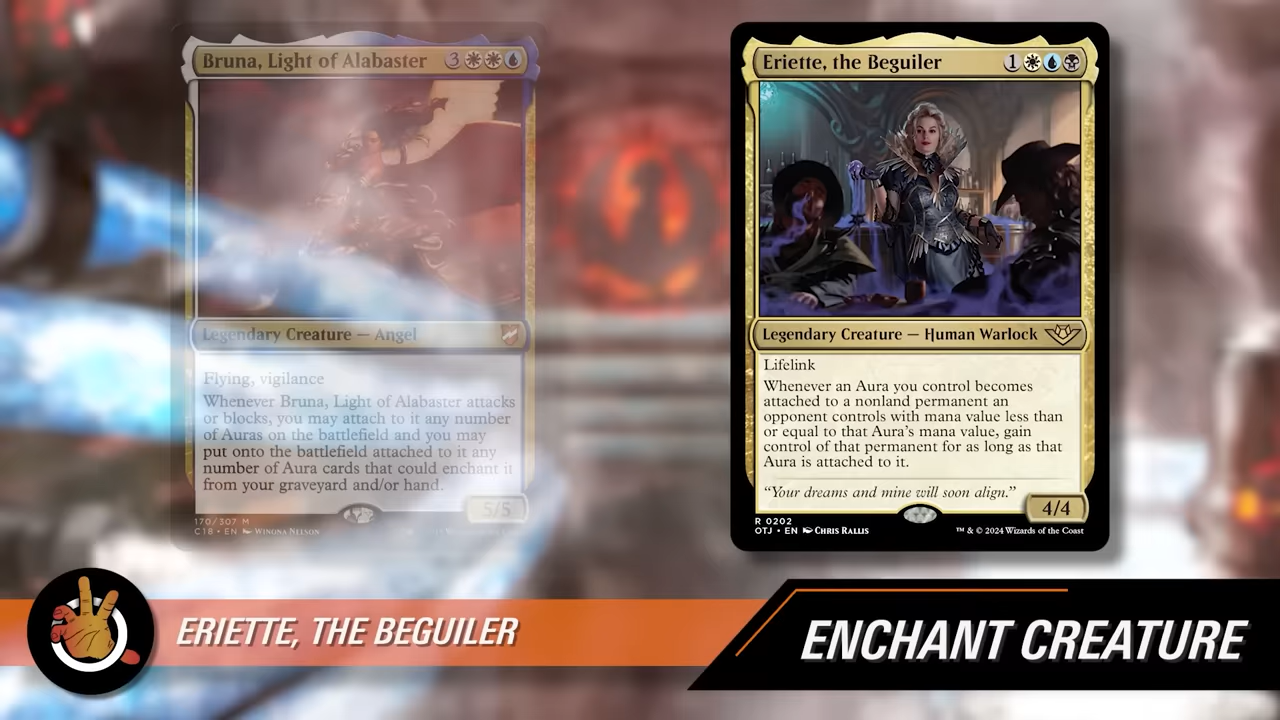 Bruna, Light of Alabaster 3
Legendary Creature — Angel
Flying, vigilance
Whenever Bruna, Light of Alabaster attacks
or blocks, you may attach to it any number
of Auras on the battlefield and you may
put onto the battlefield attached to it any
number of Aura cards that could enchant it
from your graveyard and/or hand.
5/5
170/307 M
C18 • EN Winona Nelson
Eriette, the Beguiler 1
Legendary Creature — Human Warlock
Lifelink
Whenever an Aura you control becomes
attached to a nonland permanent an
opponent controls with mana value less than
or equal to that Aura's mana value, gain
control of that permanent for as long as that
Aura is attached to it.
“Your dreams and mine will soon align.”
4/4
R 0202
OTJ • EN Chris Rallis ™ & © 2024 Wizards of the Coast
ERIETTE, THE BEGUILER
ENCHANT CREATURE